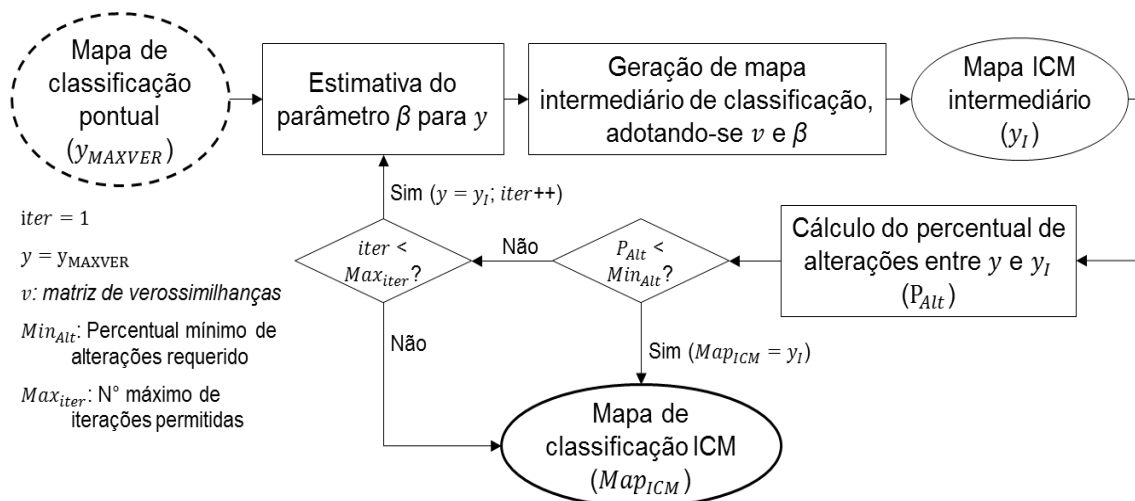 Mapa de
classificação
pontual
(y_MAXVER)
Estimativa do
parâmetro β para y
Geração de mapa
intermediário de classificação,
adotando-se v e β
Mapa ICM
intermediário
(y_I)
Sim (y = y_I; iter++)
iter = 1
y = y_MAXVER
v: matriz de verossimilhanças
Min_Alt: Percentual mínimo de
alterações requerido
Max_iter: N° máximo de
iterações permitidas
iter <
Max_iter?
Não
P_Alt <
Min_Alt?
Cálculo do percentual de
alterações entre y e y_I
(P_Alt)
Não
Sim (Map_ICM = y_I)
Mapa de
classificação ICM
(Map_ICM)